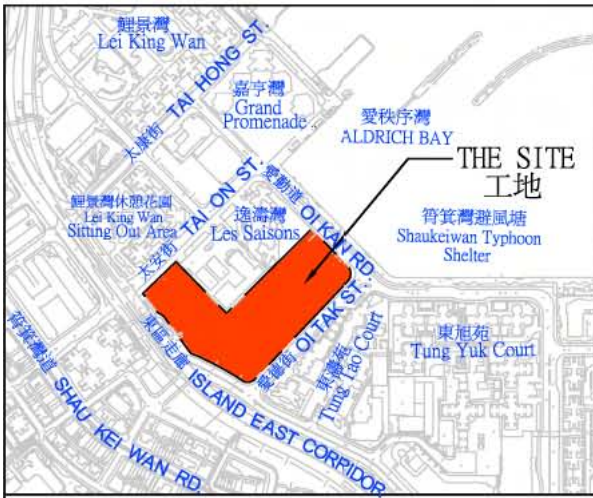 鯉景灣
Lei King Wan
太康街 TAI HONG ST.
嘉亨灣
Grand
Promenade
愛秩序灣
ALDRICH BAY
THE SITE
工地
鯉景灣休憩花園
Lei King Wan
Sitting Out Area
太安街 TAI ON ST.
逸濤灣
Les Saisons
愛勤道 OI KAN RD.
筲箕灣避風塘
Shaukeiwan Typhoon
Shelter
愛德街 OI TAK ST.
東濤苑
Tung Tao Court
東旭苑
Tung Yuk Court
東區走廊 ISLAND EAST CORRIDOR
筲箕灣道 SHAU KEI WAN RD.